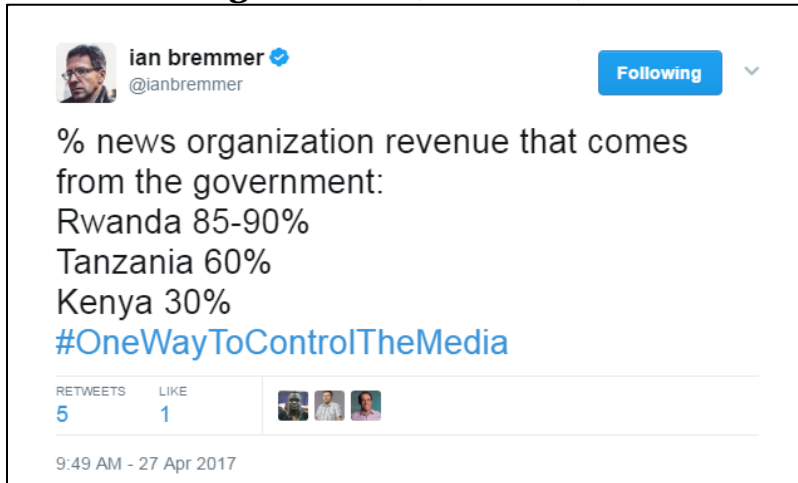 ian bremmer
@ianbremmer
Following
% news organization revenue that comes
from the government:
Rwanda 85-90%
Tanzania 60%
Kenya 30%
#OneWayToControlTheMedia
RETWEETS LIKE
5 1
9:49 AM - 27 Apr 2017